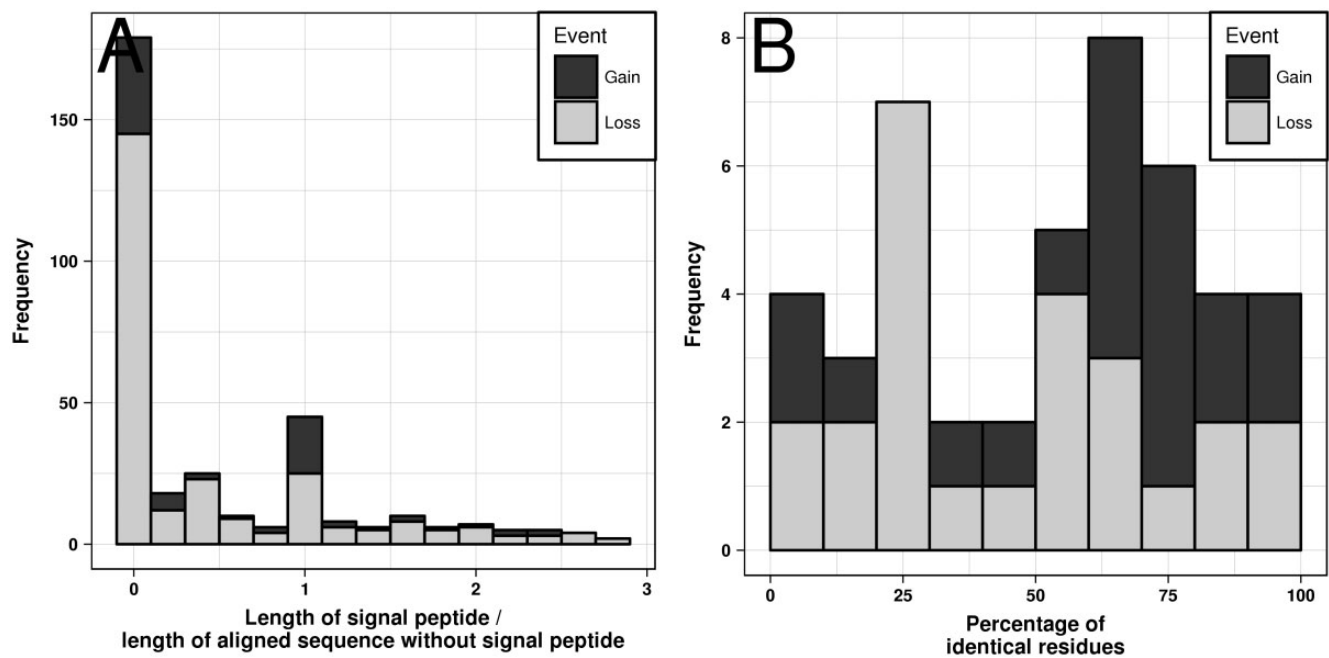 A
Event
Gain
Loss
150
100
50
0
Frequency
0 1 2 3
Length of signal peptide /
length of aligned sequence without signal peptide
B
Event
Gain
Loss
8
6
4
2
0
Frequency
0 25 50 75 100
Percentage of
identical residues